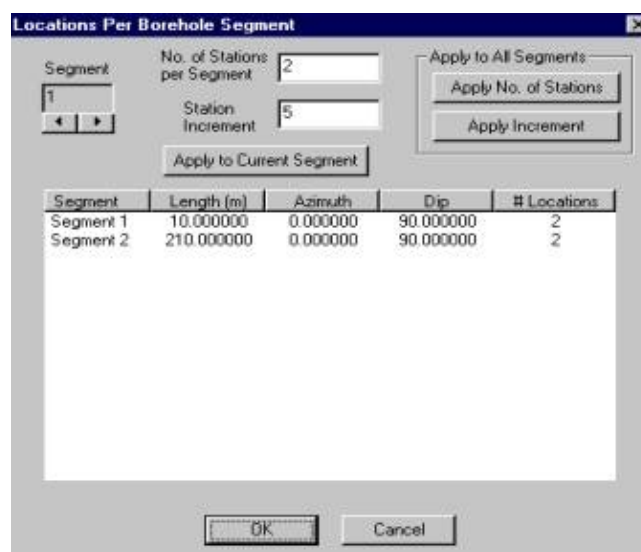 Locations Per Borehole Segment
Segment
1
No. of Stations
per Segment
2
Station
Increment
5
Apply to Current Segment
Apply to All Segments
Apply No. of Stations
Apply Increment
Segment Length (m) Azimuth Dip # Locations
Segment 1 10.000000 0.000000 90.000000 2
Segment 2 210.000000 0.000000 90.000000 2
OK
Cancel